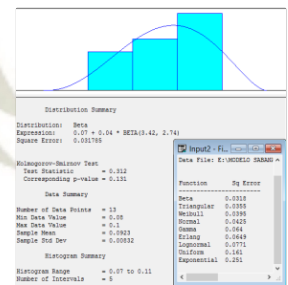 Distribution Summary
Distribution: Beta
Expression: 0.07 + 0.04 * BETA(3.42, 2.74)
Square Error: 0.031785
Kolmogorov-Smirnov Test
Test Statistic = 0.312
Corresponding p-value = 0.131
Data Summary
Number of Data Points = 13
Min Data Value = 0.08
Max Data Value = 0.1
Sample Mean = 0.0923
Sample Std Dev = 0.00832
Histogram Summary
Histogram Range = 0.07 to 0.11
Number of Intervals = 5
Input2 - Fi...
Data File: E:\MODELO SABANO
Function Sq Error
Beta 0.0318
Triangular 0.0355
Weibull 0.0395
Normal 0.0425
Gamma 0.064
Erlang 0.0649
Lognormal 0.0771
Uniform 0.161
Exponential 0.251